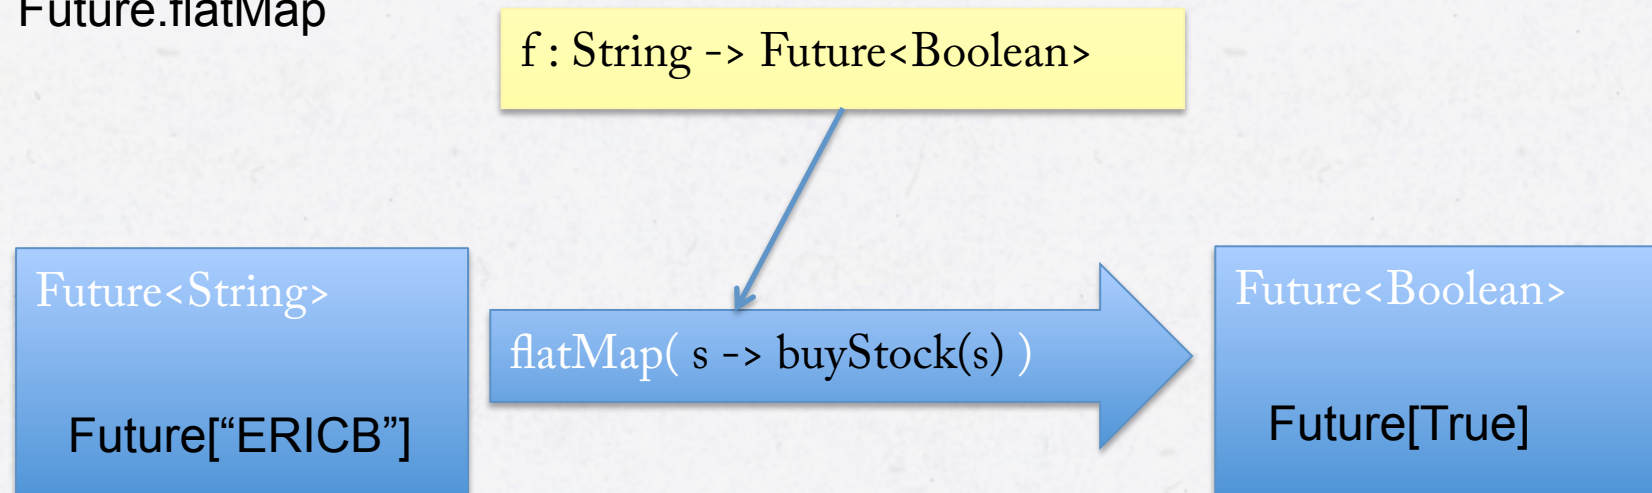 Future.flatMap
f : String -> Future<Boolean>
Future<String>
Future<Boolean>
flatMap( s -> buyStock(s) )
Future[“ERICB”]
Future[True]